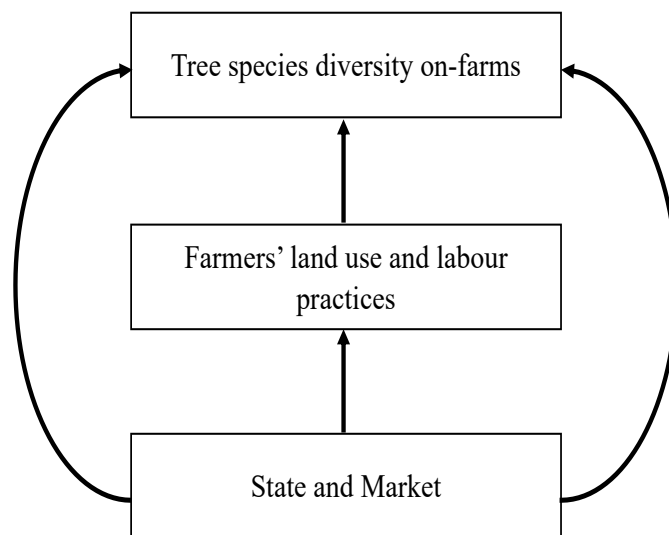 Tree species diversity on-farms
Farmers’ land use and labour
practices
State and Market